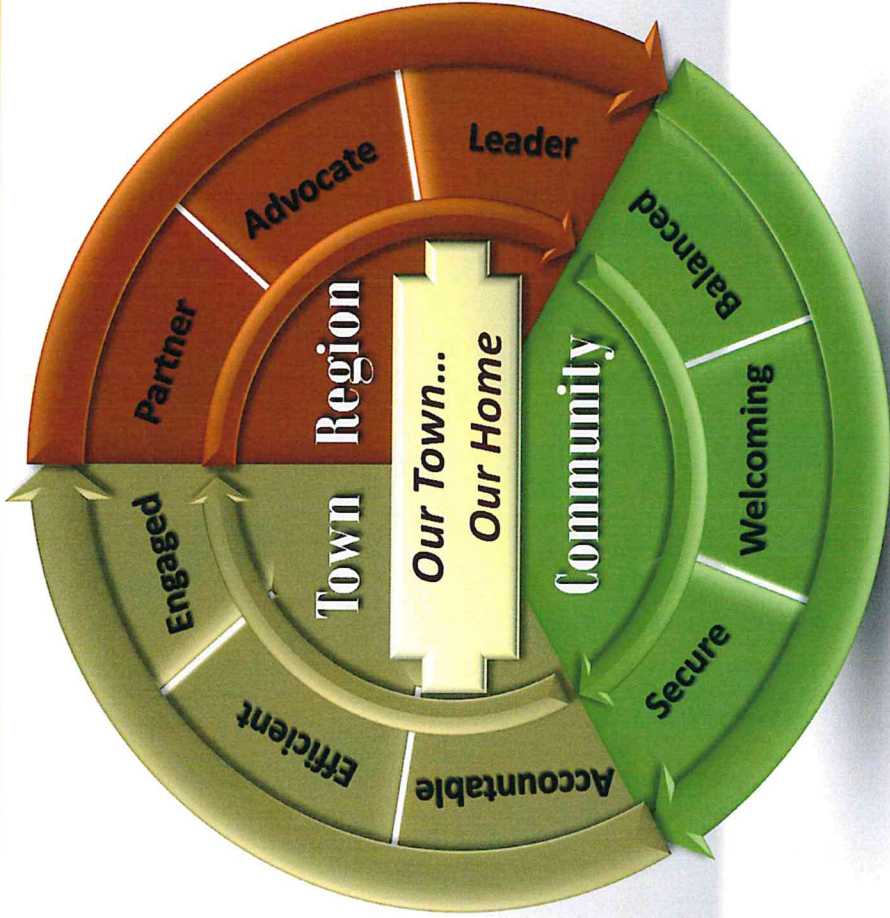 Our Town...
Our Home
Town
Engaged
Efficient
Accountable
Region
Partner
Advocate
Leader
Community
Balanced
Welcoming
Secure